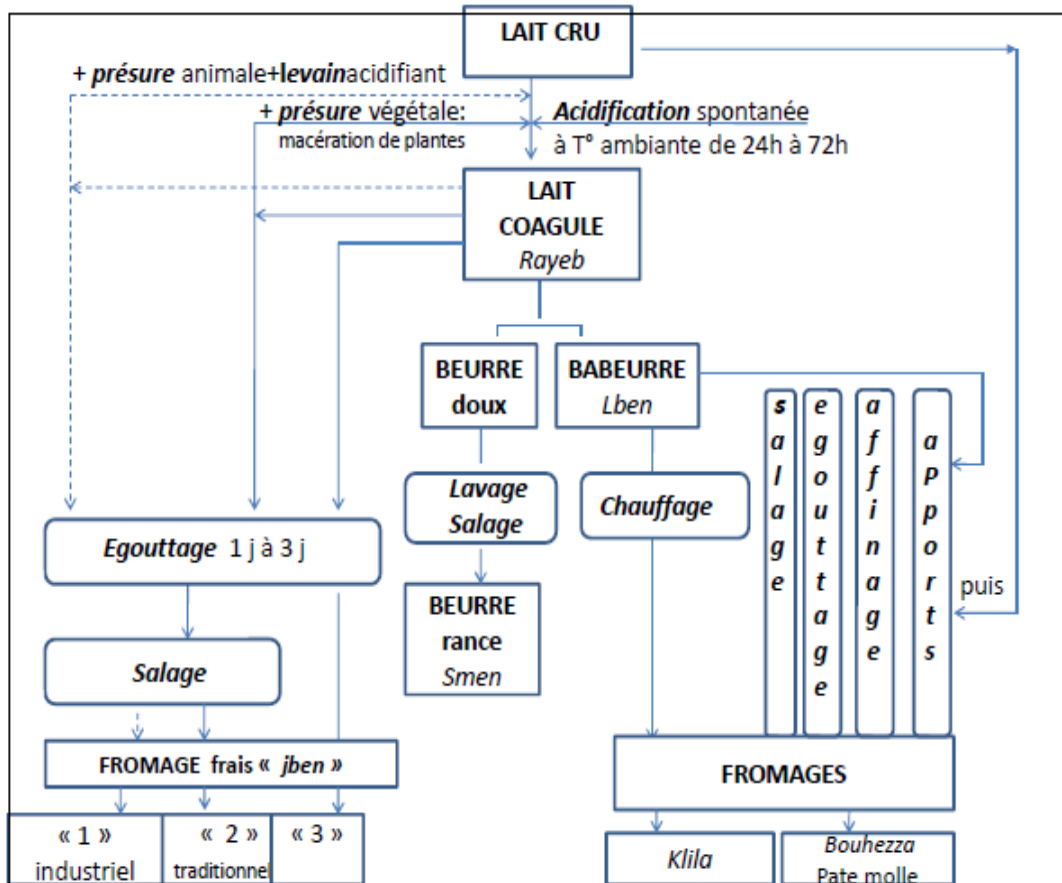 LAIT CRU
+ présure animale+levainacidifiant
+ présure végétale:
macération de plantes
Acidification spontanée
à T° ambiante de 24h à 72h
LAIT
COAGULE
Rayeb
BEURRE
doux
BABEURRE
Lben
Lavage
Salage
Chauffage
BEURRE
rance
Smen
salage
egouttage
affinage
aPports
puis
Egouttage 1 j à 3 j
Salage
FROMAGE frais « jben »
« 1 »
industriel
« 2 »
traditionnel
« 3 »
FROMAGES
Klila
Bouhezza
Pate molle